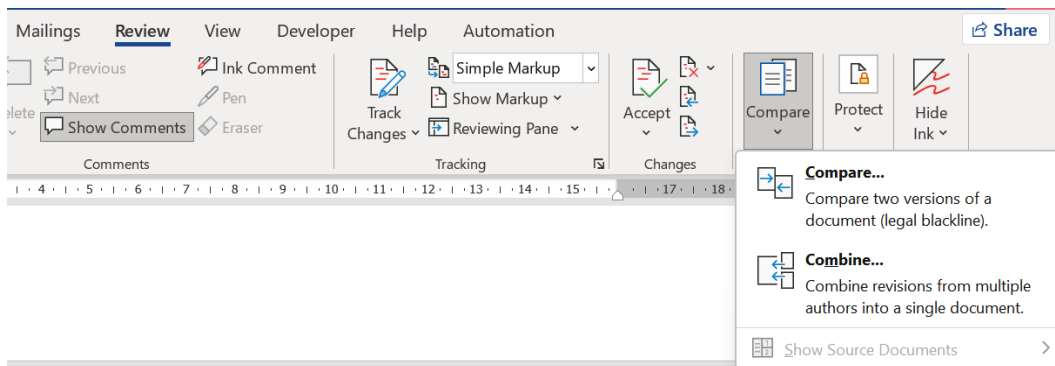 Mailings Review View Developer Help Automation Share
Previous Ink Comment Simple Markup
Next Pen Show Markup
Show Comments Eraser Reviewing Pane
Track
Changes
Accept
Compare
Protect
Hide
Ink
Comments Tracking Changes
4 5 6 7 8 9 10 11 12 13 14 15 17 18
Compare...
Compare two versions of a
document (legal blackline).
Combine...
Combine revisions from multiple
authors into a single document.
Show Source Documents